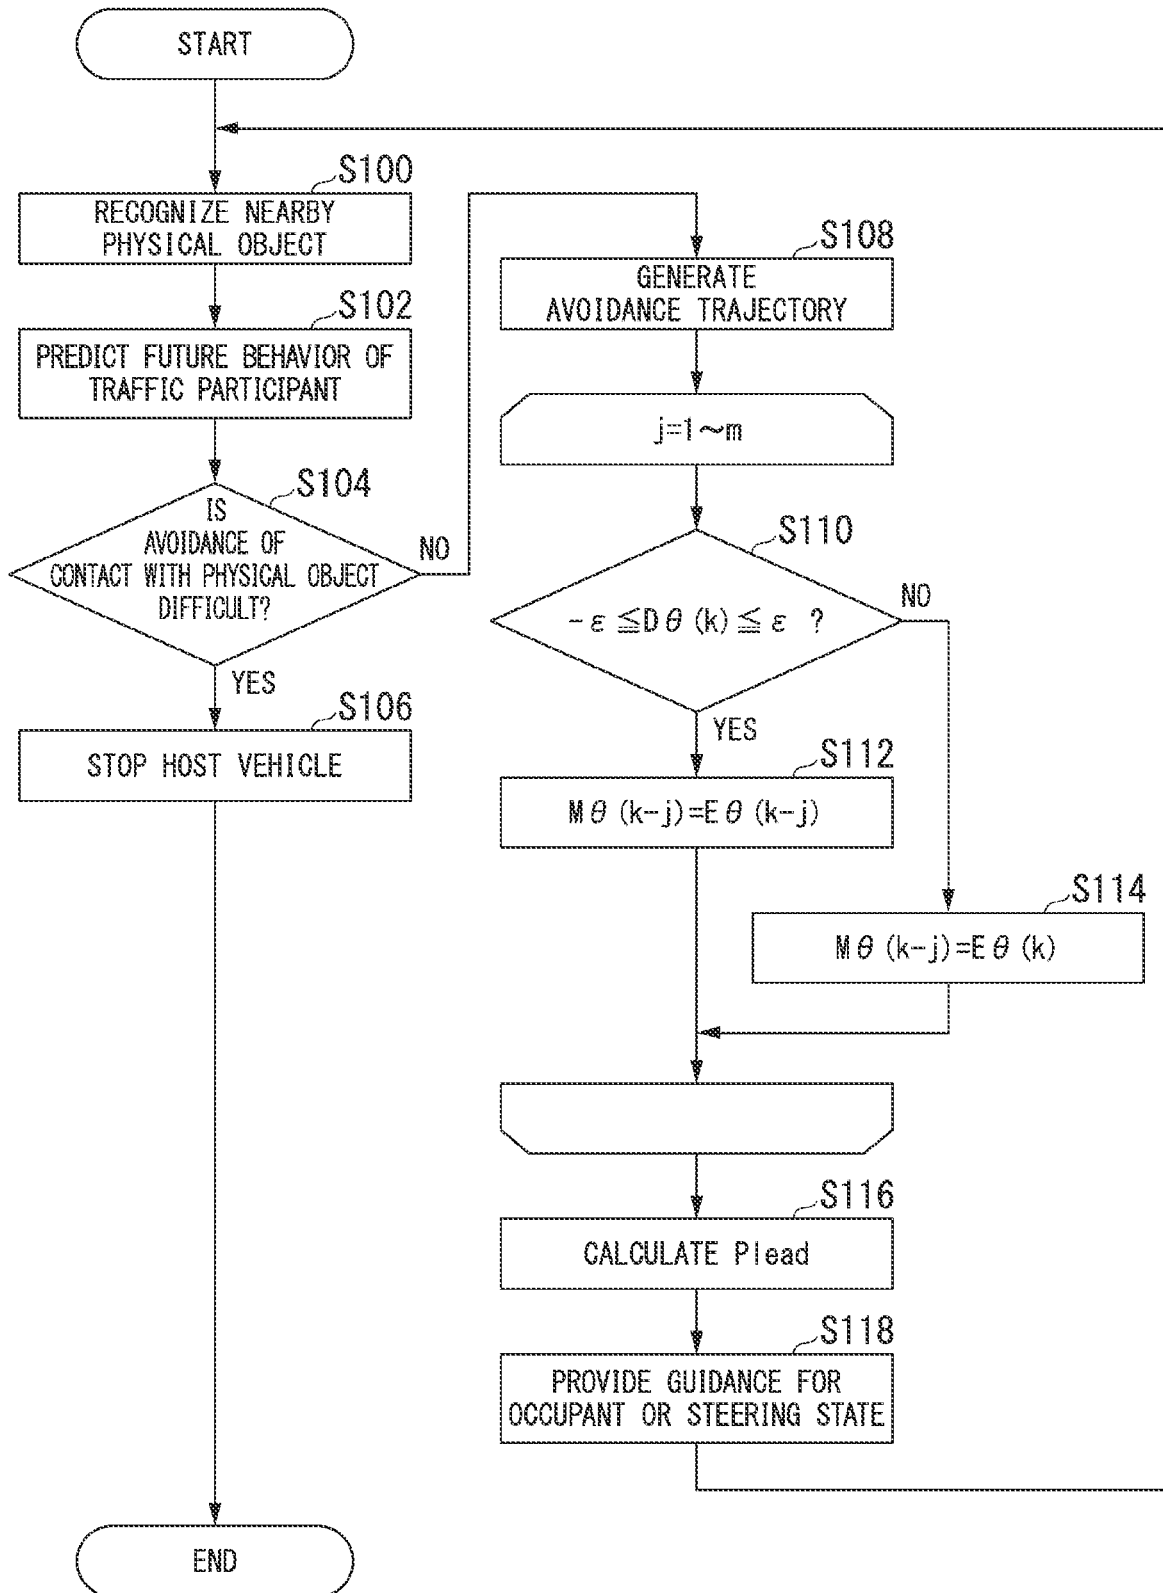 START
S100
RECOGNIZE NEARBY
PHYSICAL OBJECT
S102
PREDICT FUTURE BEHAVIOR OF
TRAFFIC PARTICIPANT
S104
IS
AVOIDANCE OF
CONTACT WITH PHYSICAL OBJECT
DIFFICULT?
NO
YES
S106
STOP HOST VEHICLE
END
S108
GENERATE
AVOIDANCE TRAJECTORY
j=1~m
S110
-ε≦Dθ(k)≦ε ?
NO
YES
S112
Mθ(k-j)=Eθ(k-j)
S114
Mθ(k-j)=Eθ(k)
S116
CALCULATE Plead
S118
PROVIDE GUIDANCE FOR
OCCUPANT OR STEERING STATE